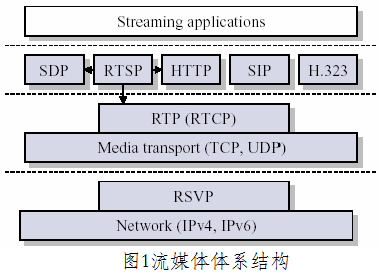 Streaming applications
SDP RTSP HTTP SIP H.323
RTP (RTCP)
Media transport (TCP, UDP)
RSVP
Network (IPv4, IPv6)
图1流媒体体系结构